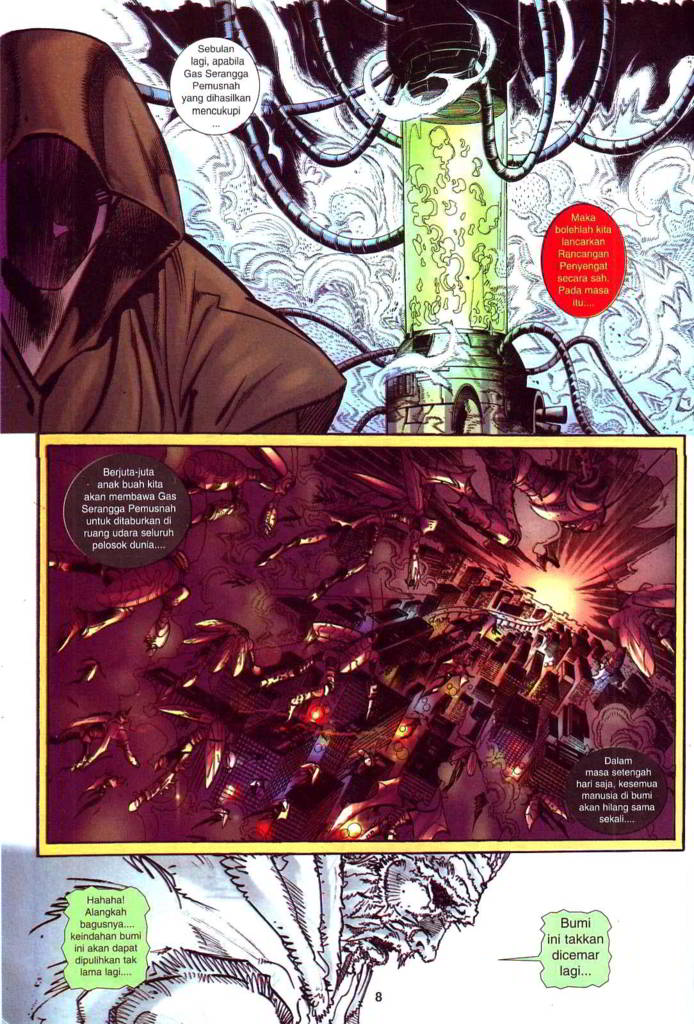 Sebulan
lagi, apabila
Gas Serangga
Pemusnah
yang dihasilkan
mencukupi
...
Maka
bolehlah kita
lancarkan
Rancangan
Penyengat
secara sah.
Pada masa
itu....
Berjuta-juta
anak buah kita
akan membawa Gas
Serangga Pemusnah
untuk ditaburkan di
ruang udara seluruh
pelosok dunia....
Dalam
masa setengah
hari saja, kesemua
manusia di bumi
akan hilang sama
sekali....
Hahaha!
Alangkah
bagusnya....
keindahan bumi
ini akan dapat
dipulihkan tak
lama lagi....
Bumi
ini takkan
dicemar
lagi...
8